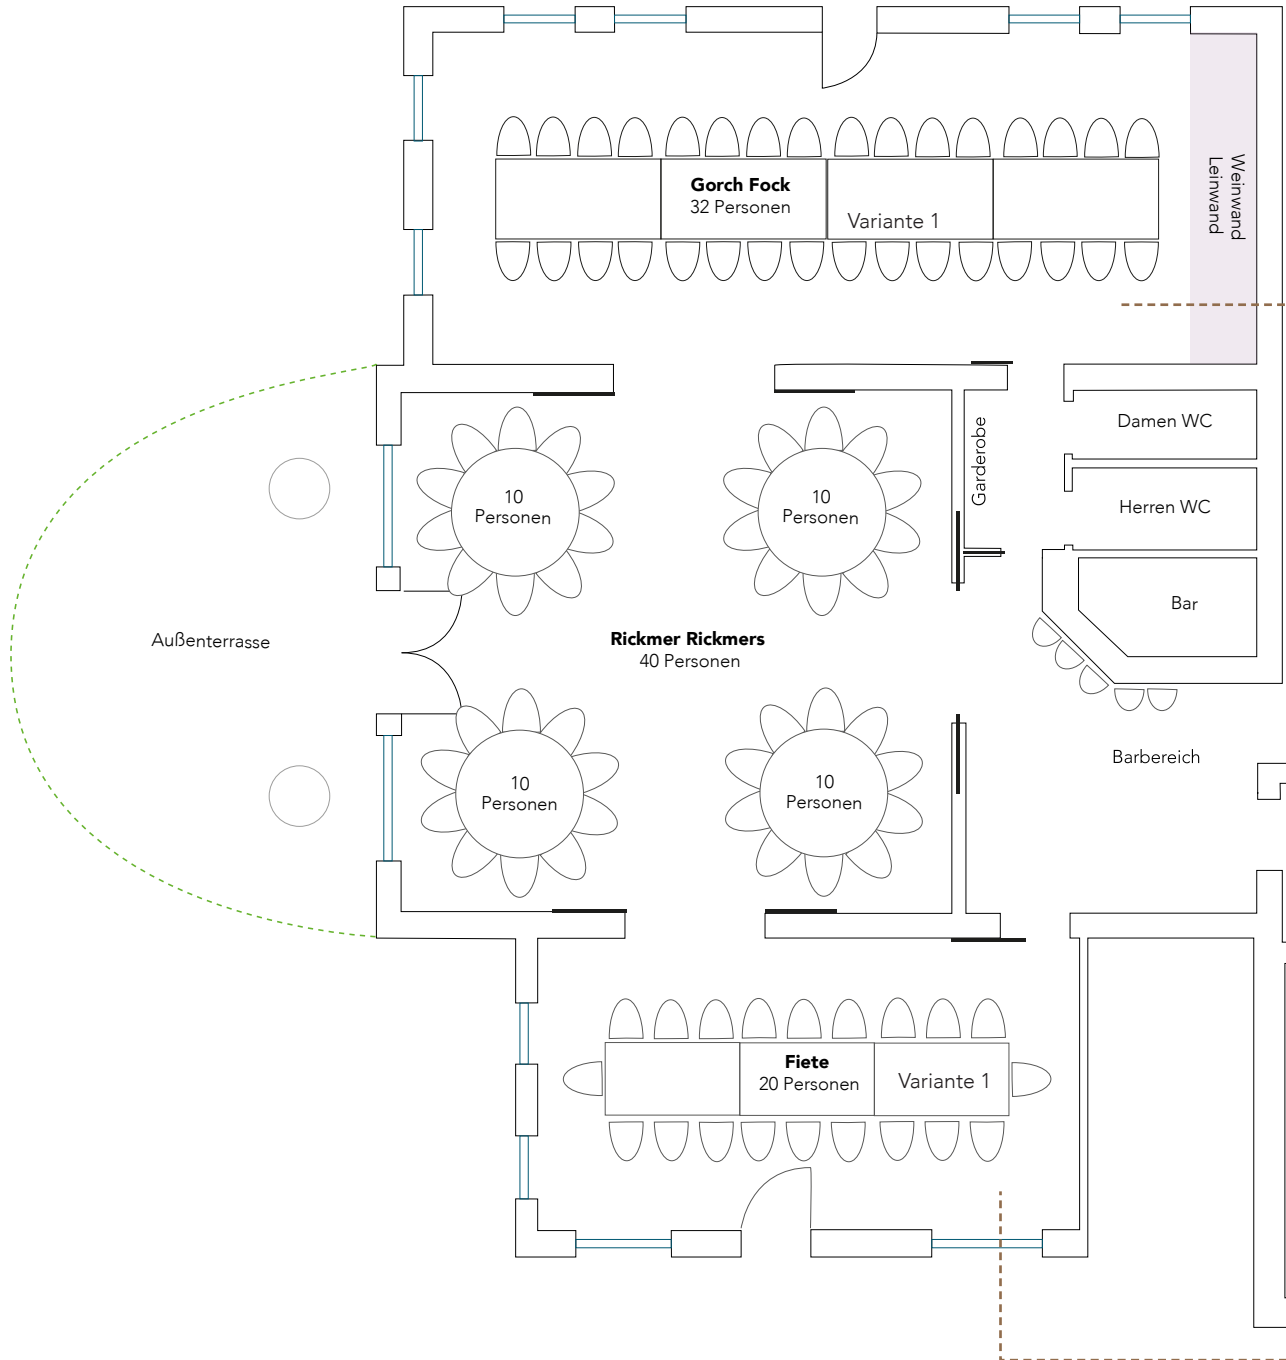 Gorch Fock
32 Personen
Variante 1
Weinwand
Leinwand
Garderobe
Damen WC
Herren WC
Bar
10
Personen
10
Personen
Außenterrasse
Rickmer Rickmers
40 Personen
10
Personen
10
Personen
Barbereich
Fiete
20 Personen
Variante 1